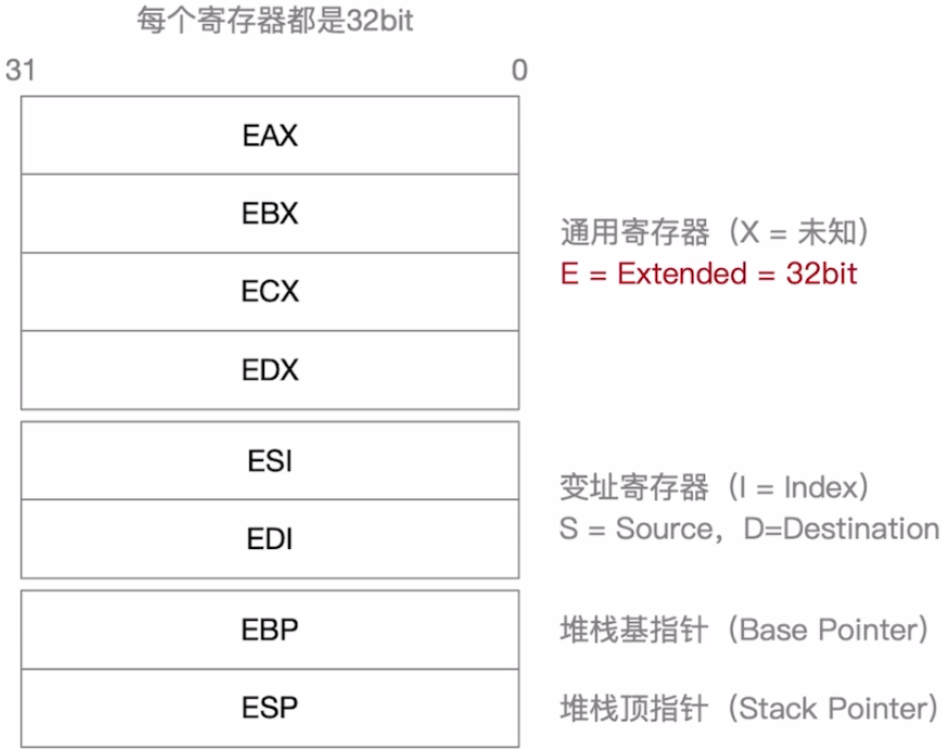 每个寄存器都是32bit
31 0
EAX
EBX
通用寄存器（X = 未知）
E = Extended = 32bit
ECX
EDX
ESI
变址寄存器（I = Index）
S = Source，D=Destination
EDI
EBP 堆栈基指针（Base Pointer）
ESP 堆栈顶指针（Stack Pointer）